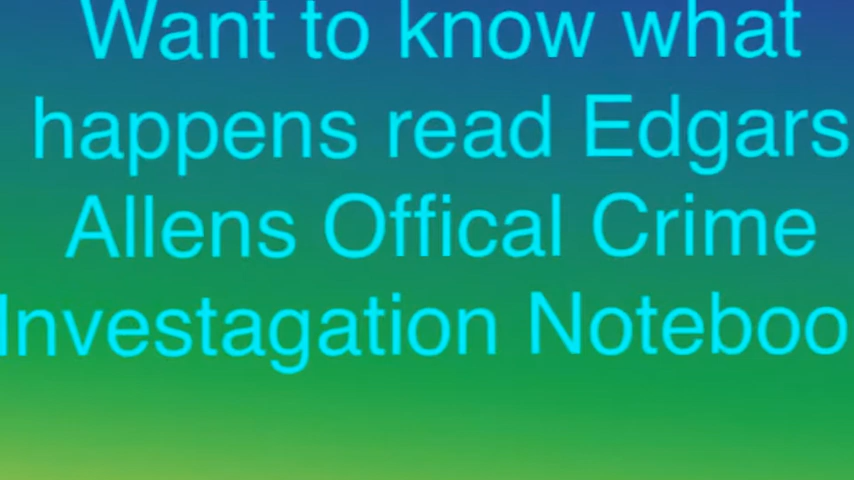 Want to know what
happens read Edgars
Allens Offical Crime
Investagation Noteboo